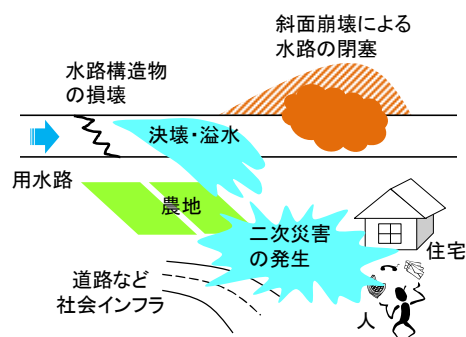 斜面崩壊による
水路の閉塞
水路構造物
の損壊
決壊・溢水
用水路
農地
二次災害
の発生
住宅
道路など
社会インフラ
人